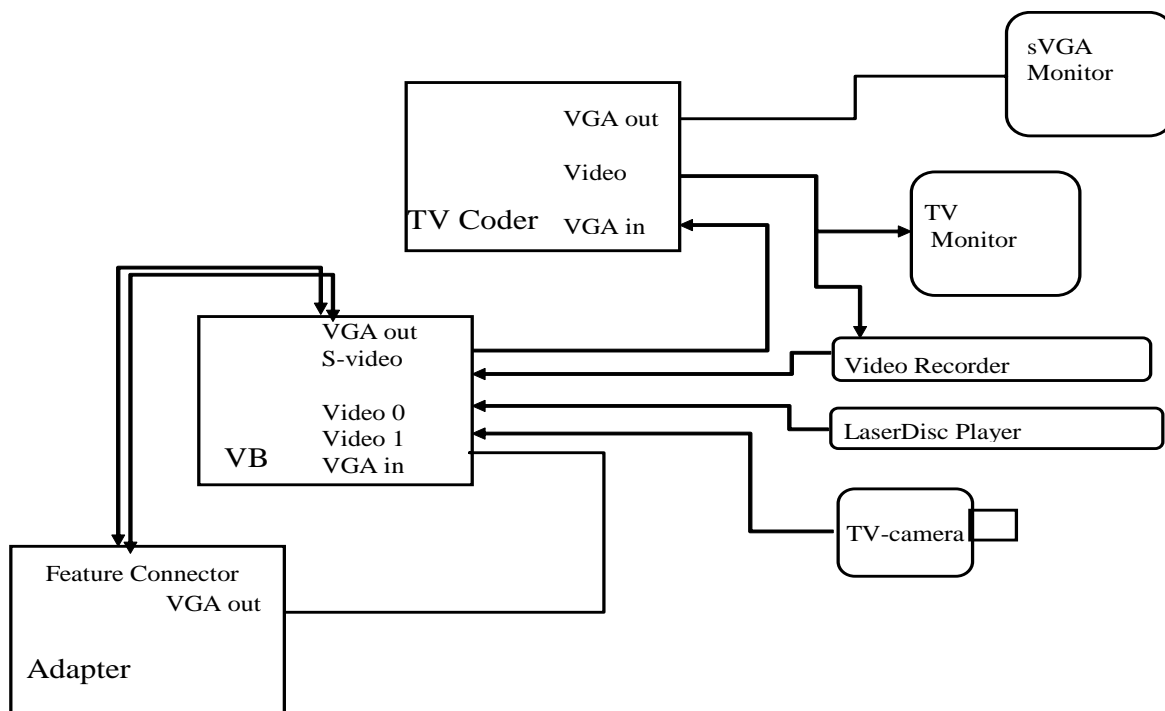 sVGA
Monitor
VGA out
Video
TV Coder
VGA in
TV
Monitor
VGA out
S-video
Video 0
Video 1
VB
VGA in
Video Recorder
LaserDisc Player
TV-camera
Feature Connector
VGA out
Adapter